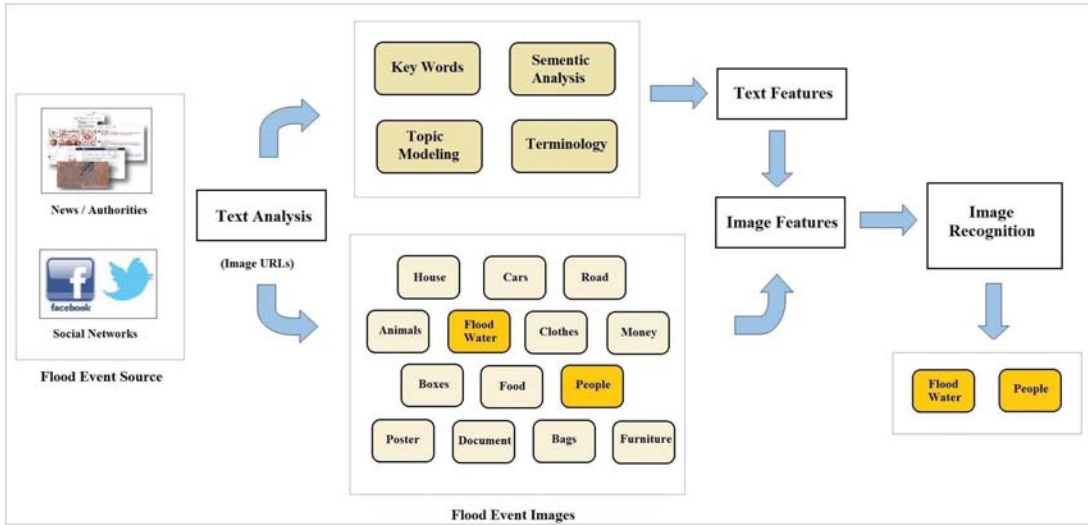 News / Authorities
facebook
Social Networks
Flood Event Source
Text Analysis
(Image URLs)
Key Words
Sementic
Analysis
Topic
Modeling
Terminology
House
Cars
Road
Animals
Flood
Water
Clothes
Money
Boxes
Food
People
Poster
Document
Bags
Furniture
Flood Event Images
Text Features
Image Features
Image
Recognition
Flood
Water
People